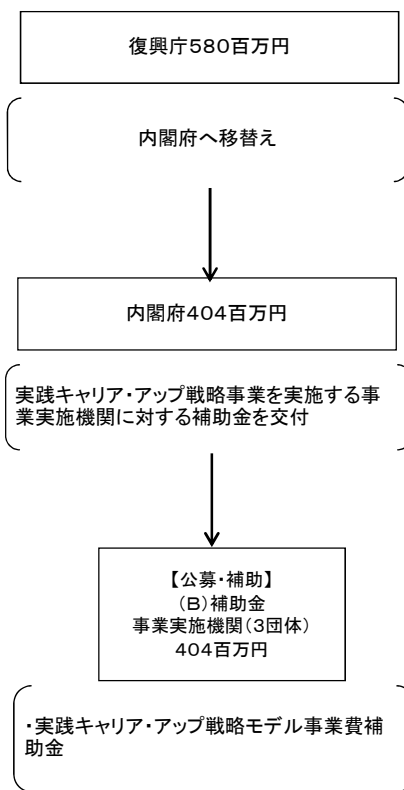 復興庁580百万円
内閣府へ移替え
内閣府404百万円
実践キャリア・アップ戦略事業を実施する事
業実施機関に対する補助金を交付
【公募・補助】
(B)補助金
事業実施機関(3団体)
404百万円
・実践キャリア・アップ戦略モデル事業費補
助金